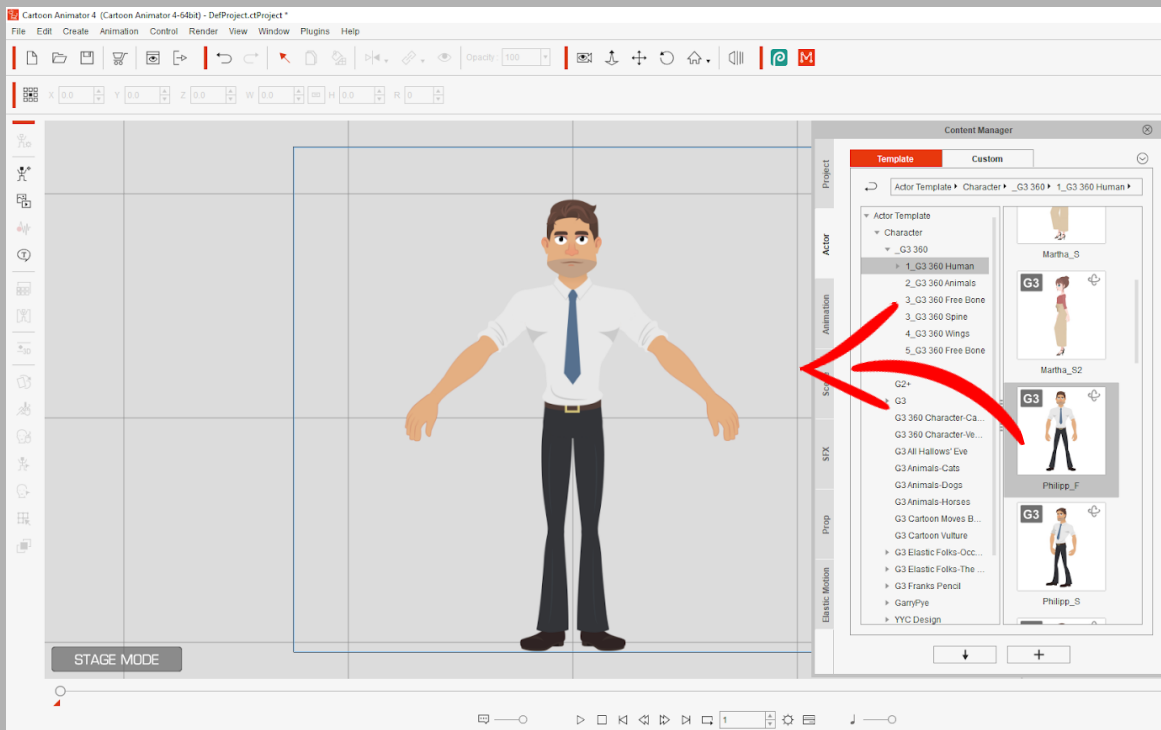 Cartoon Animator 4 (Cartoon Animator 4-64bit) - DefProject.ctProject *
File Edit Create Animation Control Render View Window Plugins Help
Opacity: 100
X 0.0 Y 0.0 Z 0.0 W 0.0 H 0.0 R 0
Content Manager
Template Custom
Actor Template Character _G3 360 1_G3 360 Human
Project
Actor
Animation
SFX
Prop
Elastic Motion
Actor Template
Character
_G3 360
1_G3 360 Human
2_G3 360 Animals
3_G3 360 Free Bone
3_G3 360 Spine
4_G3 360 Wings
5_G3 360 Free Bone
G2+
G3
G3 360 Character-Ca...
G3 360 Character-Ve...
G3 All Hallows' Eve
G3 Animals-Cats
G3 Animals-Dogs
G3 Animals-Horses
G3 Cartoon Moves B...
G3 Cartoon Vulture
G3 Elastic Folks-Occ...
G3 Elastic Folks-The ...
G3 Franks Pencil
GarryPye
YYC Design
Martha_S
G3
Martha_S2
G3
Philipp_F
G3
Philipp_S
STAGE MODE
1